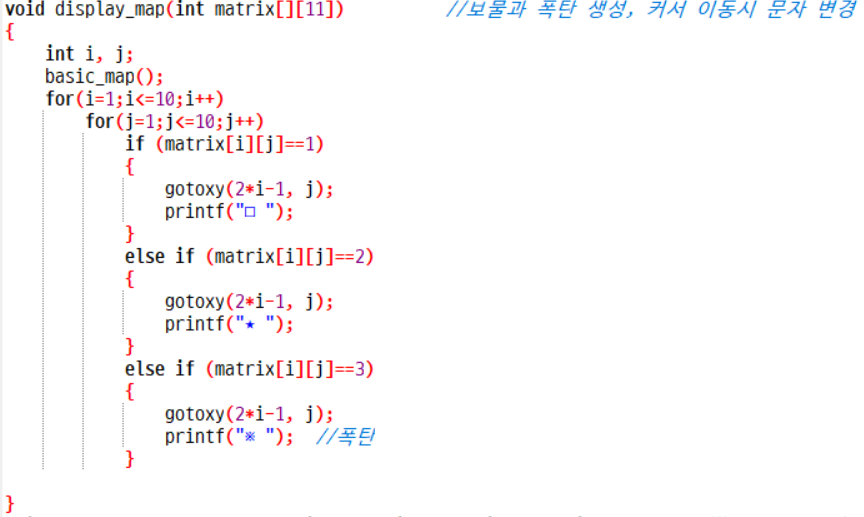 void display_map(int matrix[][11]) //보물과 폭탄 생성, 커서 이동시 문자 변경
{
int i, j;
basic_map();
for(i=1;i<=10;i++)
for(j=1;j<=10;j++)
if (matrix[i][j]==1)
{
gotoxy(2*i-1, j);
printf("□ ");
}
else if (matrix[i][j]==2)
{
gotoxy(2*i-1, j);
printf("★ ");
}
else if (matrix[i][j]==3)
{
gotoxy(2*i-1, j);
printf("※ "); //폭탄
}
}